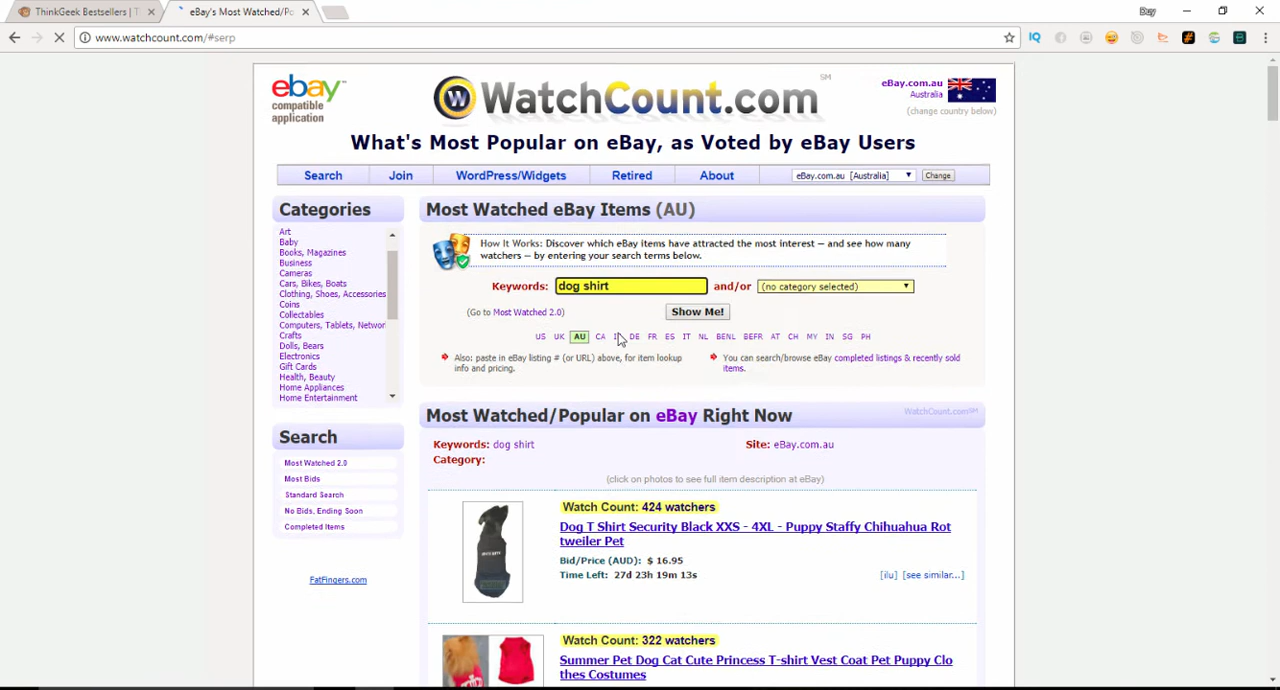 ThinkGeek Bestsellers | T
eBay's Most Watched/Po
Day
www.watchcount.com/#serp
IQ
ebay™
compatible
application
W WatchCount.com SM
eBay.com.au
Australia
(change country below)
What's Most Popular on eBay, as Voted by eBay Users
Search Join WordPress/Widgets Retired About eBay.com.au [Australia] Change
Categories
Art
Baby
Books, Magazines
Business
Cameras
Cars, Bikes, Boats
Clothing, Shoes, Accessories
Coins
Collectables
Computers, Tablets, Networ
Crafts
Dolls, Bears
Electronics
Gift Cards
Health, Beauty
Home Appliances
Home Entertainment
Search
Most Watched 2.0
Most Bids
Standard Search
No Bids, Ending Soon
Completed Items
FatFingers.com
Most Watched eBay Items (AU)
How It Works: Discover which eBay items have attracted the most interest -- and see how many
watchers -- by entering your search terms below.
Keywords: dog shirt and/or (no category selected)
(Go to Most Watched 2.0) Show Me!
US UK AU CA DE FR ES IT NL BENL BEFR AT CH MY IN SG PH
Also: paste in eBay listing # (or URL) above, for item lookup
info and pricing.
You can search/browse eBay completed listings & recently sold
items.
Most Watched/Popular on eBay Right Now
WatchCount.com SM
Keywords: dog shirt Site: eBay.com.au
Category:
(click on photos to see full item description at eBay)
Watch Count: 424 watchers
Dog T Shirt Security Black XXS - 4XL - Puppy Staffy Chihuahua Rot
tweiler Pet
Bid/Price (AUD): $ 16.95
Time Left: 27d 23h 19m 13s
[ilu] [see similar...]
Watch Count: 322 watchers
Summer Pet Dog Cat Cute Princess T-shirt Vest Coat Pet Puppy Clo
thes Costumes